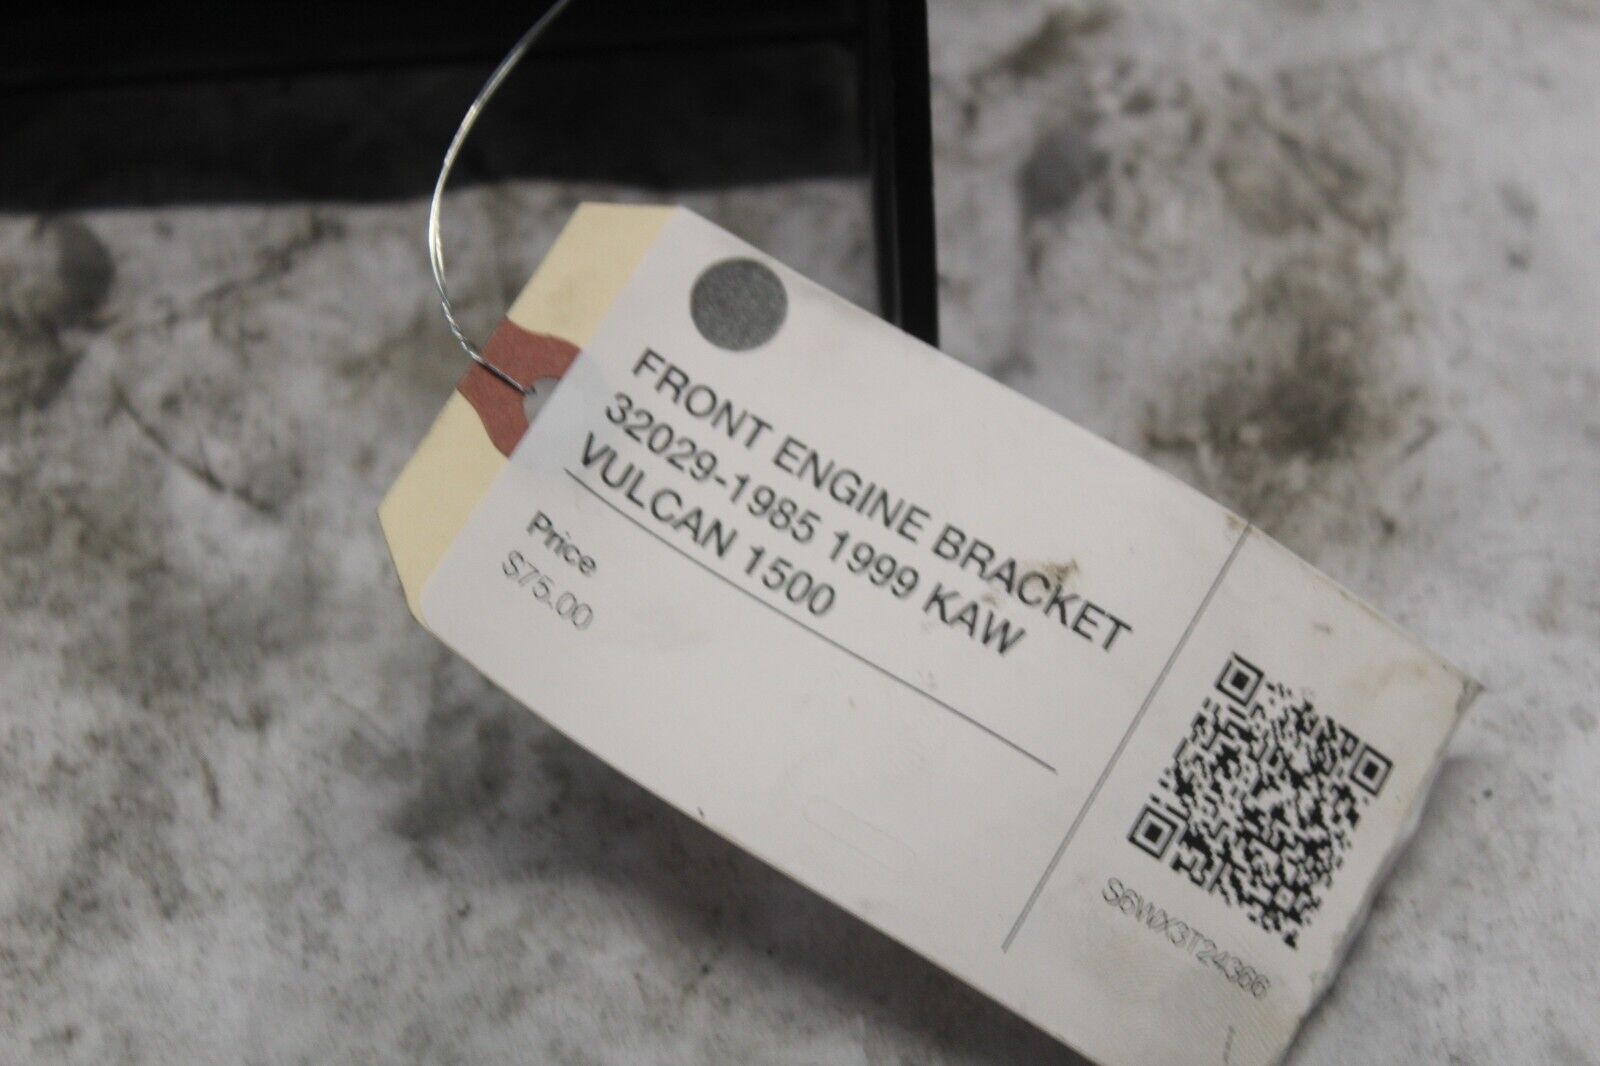 FRONT ENGINE BRACKET
32029-1985 1999 KAW
VULCAN 1500
Price
$75.00
S6WX3T24366